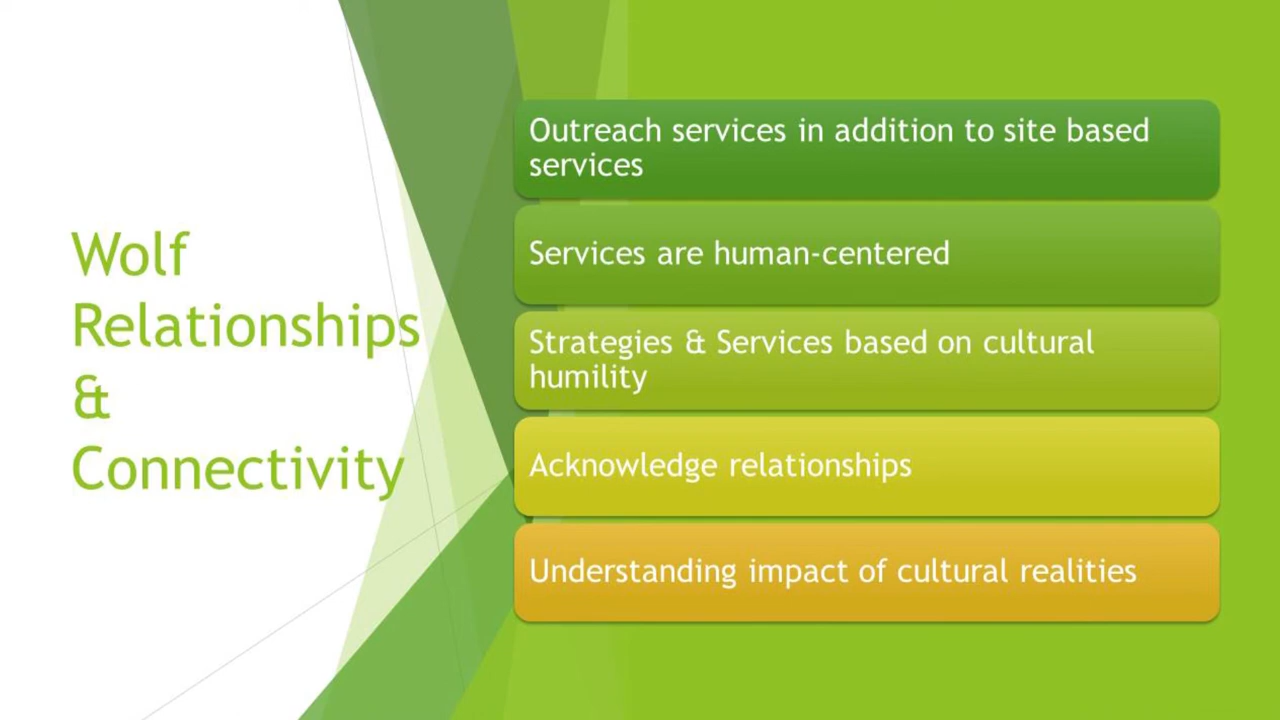 Wolf
Relationships
&
Connectivity
Outreach services in addition to site based
services
Services are human-centered
Strategies & Services based on cultural
humility
Acknowledge relationships
Understanding impact of cultural realities